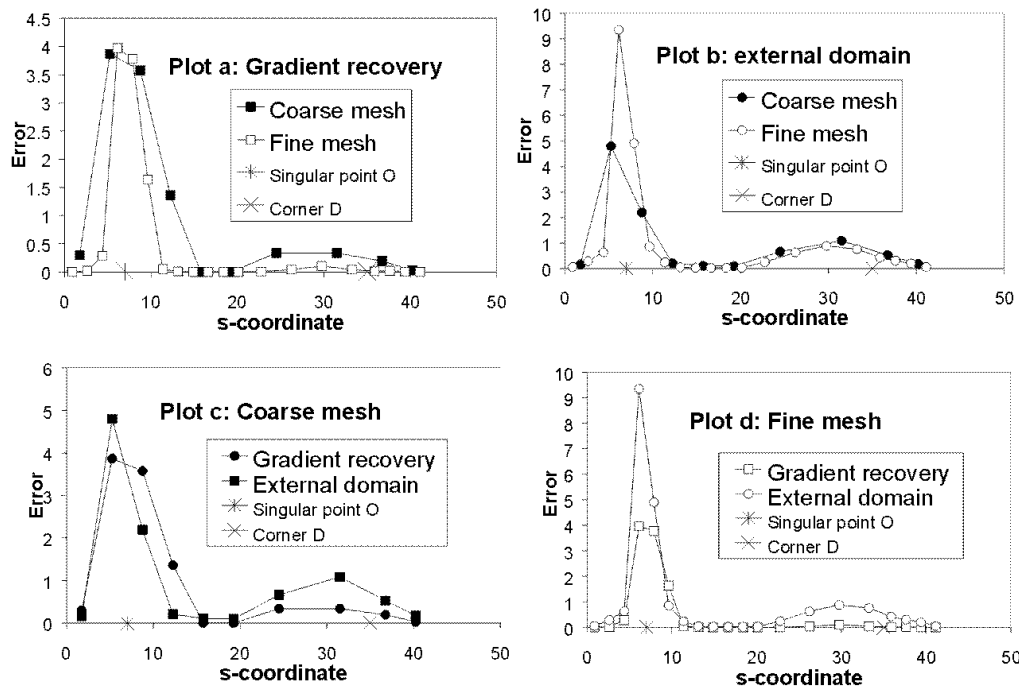 Plot a: Gradient recovery
Error
4.5
4
3.5
3
2.5
2
1.5
1
0.5
0
Coarse mesh
Fine mesh
Singular point O
Corner D
0 10 20 30 40 50
s-coordinate
Plot b: external domain
Error
10
9
8
7
6
5
4
3
2
1
0
Coarse mesh
Fine mesh
Singular point O
Corner D
0 10 20 30 40 50
s-coordinate
Plot c: Coarse mesh
Error
6
5
4
3
2
1
0
Gradient recovery
External domain
Singular point O
Corner D
0 10 20 30 40 50
s-coordinate
Plot d: Fine mesh
Error
10
9
8
7
6
5
4
3
2
1
0
Gradient recovery
External domain
Singular point O
Corner D
0 10 20 30 40 50
s-coordinate